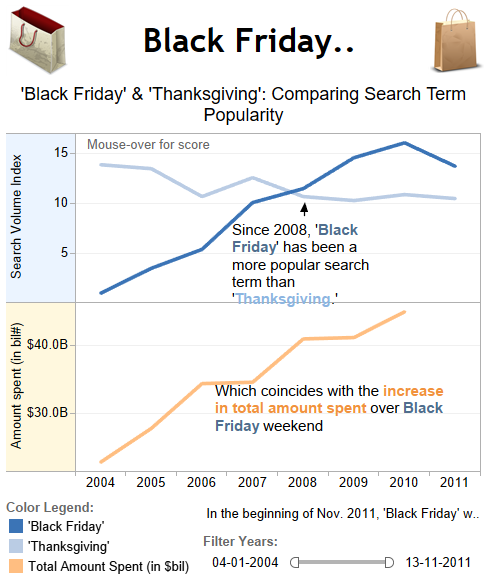 Black Friday..
'Black Friday' & 'Thanksgiving': Comparing Search Term
Popularity
Search Volume Index
15
10
5
Mouse-over for score
Since 2008, 'Black
Friday' has been a
more popular search
term than
'Thanksgiving.'
Amount spent (in bil#)
$40.0B
$30.0B
Which coincides with the increase
in total amount spent over Black
Friday weekend
2004 2005 2006 2007 2008 2009 2010 2011
Color Legend:
'Black Friday'
'Thanksgiving'
Total Amount Spent (in $bil)
In the beginning of Nov. 2011, 'Black Friday' w..
Filter Years:
04-01-2004 13-11-2011